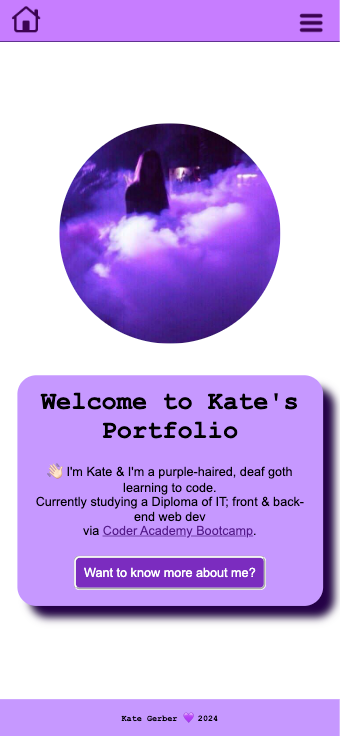 Welcome to Kate's
Portfolio
👋🏻 I'm Kate & I'm a purple-haired, deaf goth
learning to code.
Currently studying a Diploma of IT; front & back-
end web dev
via Coder Academy Bootcamp.
Want to know more about me?
Kate Gerber 💜 2024